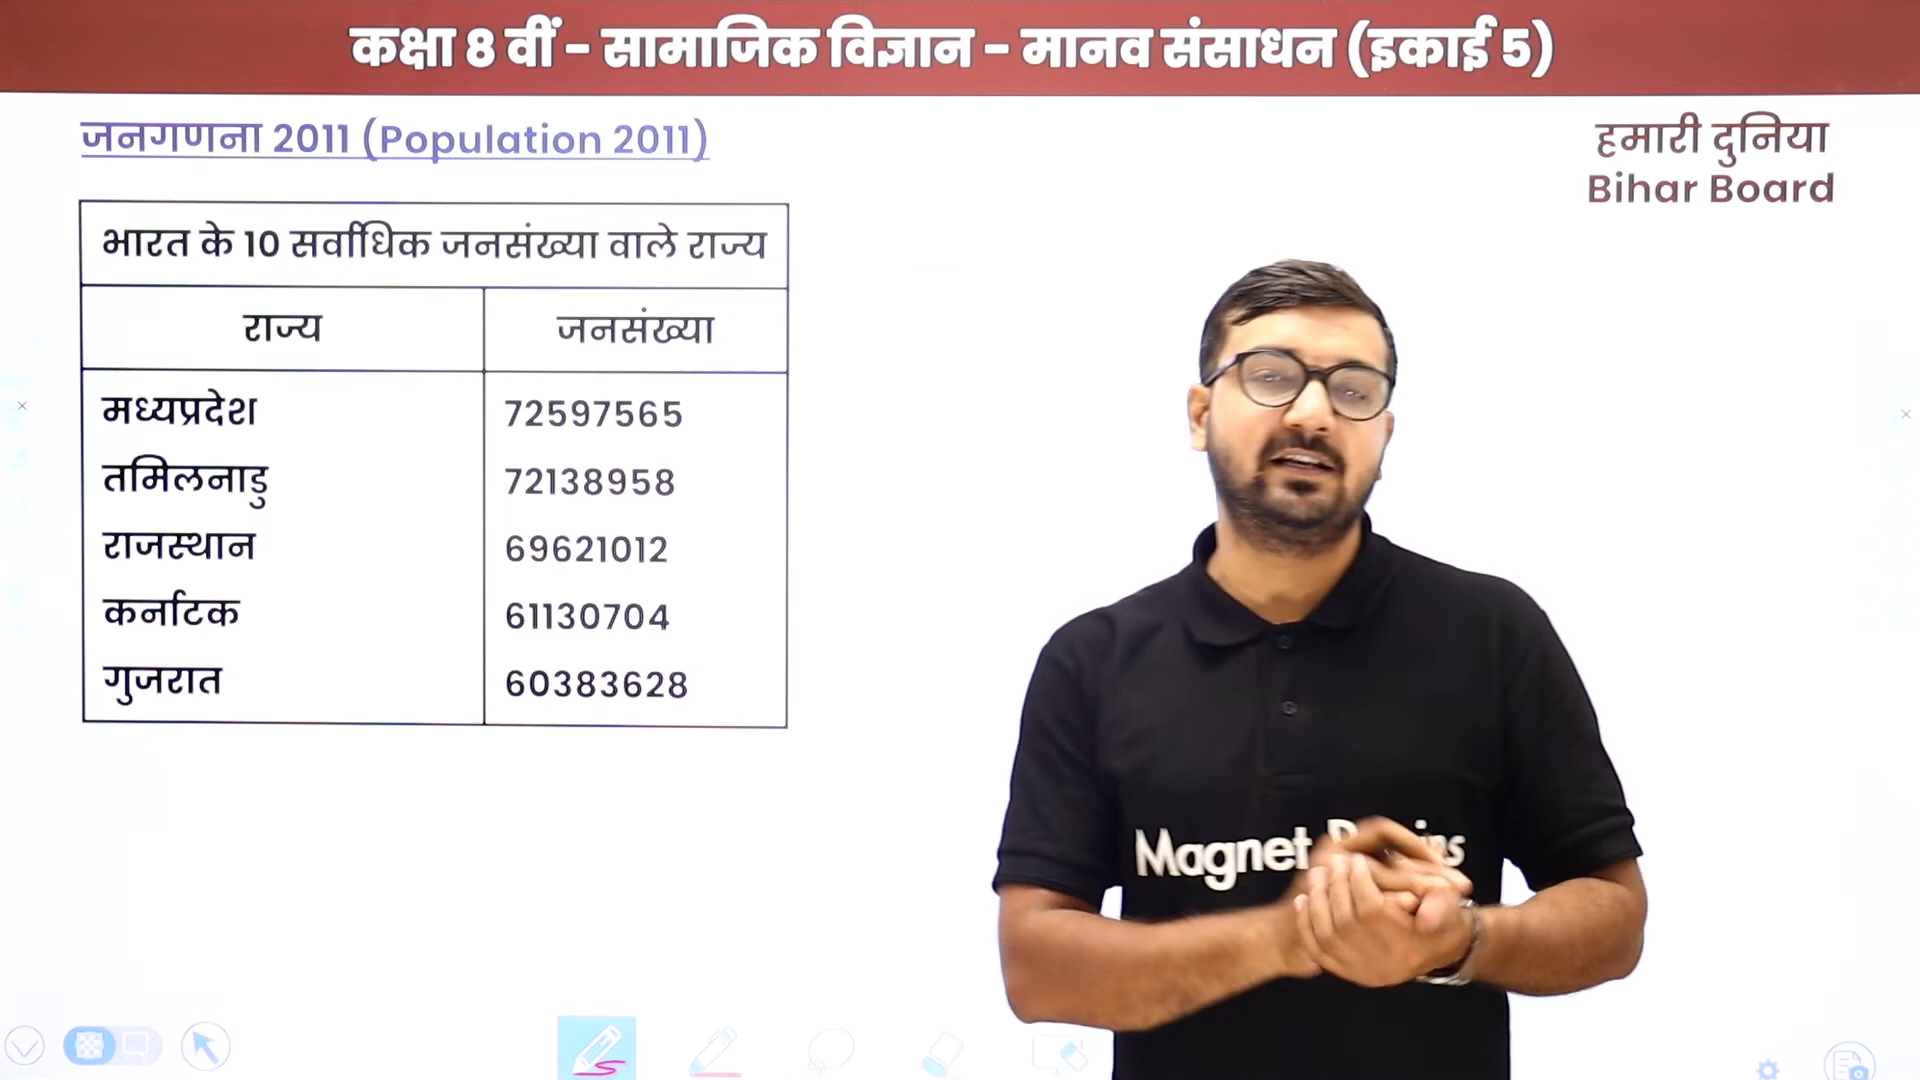 कक्षा 8 वीं - सामाजिक विज्ञान - मानव संसाधन (इकाई 5)
जनगणना 2011 (Population 2011)
हमारी दुनिया
Bihar Board
भारत के 10 सर्वाधिक जनसंख्या वाले राज्य
राज्य जनसंख्या
मध्यप्रदेश 72597565
तमिलनाडु 72138958
राजस्थान 69621012
कर्नाटक 61130704
गुजरात 60383628
Magnet